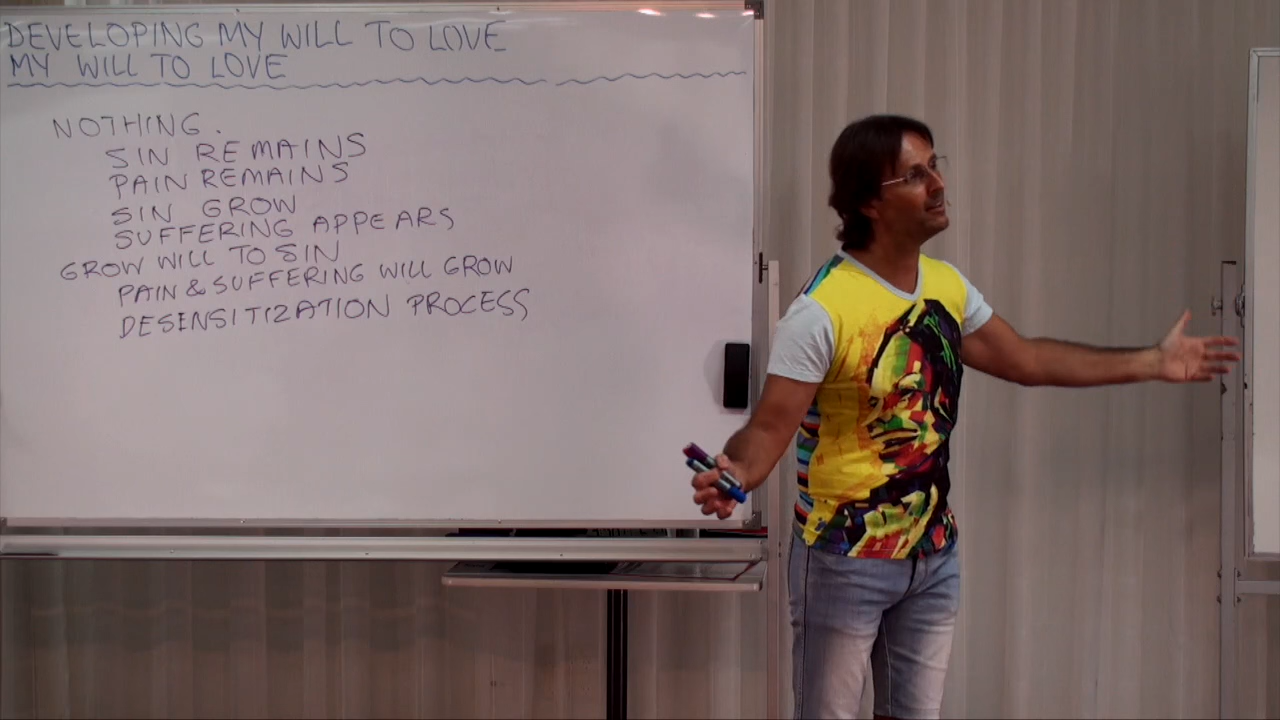 DEVELOPING MY WILL TO LOVE
MY WILL TO LOVE
NOTHING.
SIN REMAINS
PAIN REMAINS
SIN GROW
SUFFERING APPEARS
GROW WILL TO SIN
PAIN & SUFFERING WILL GROW
DESENSITIZATION PROCESS